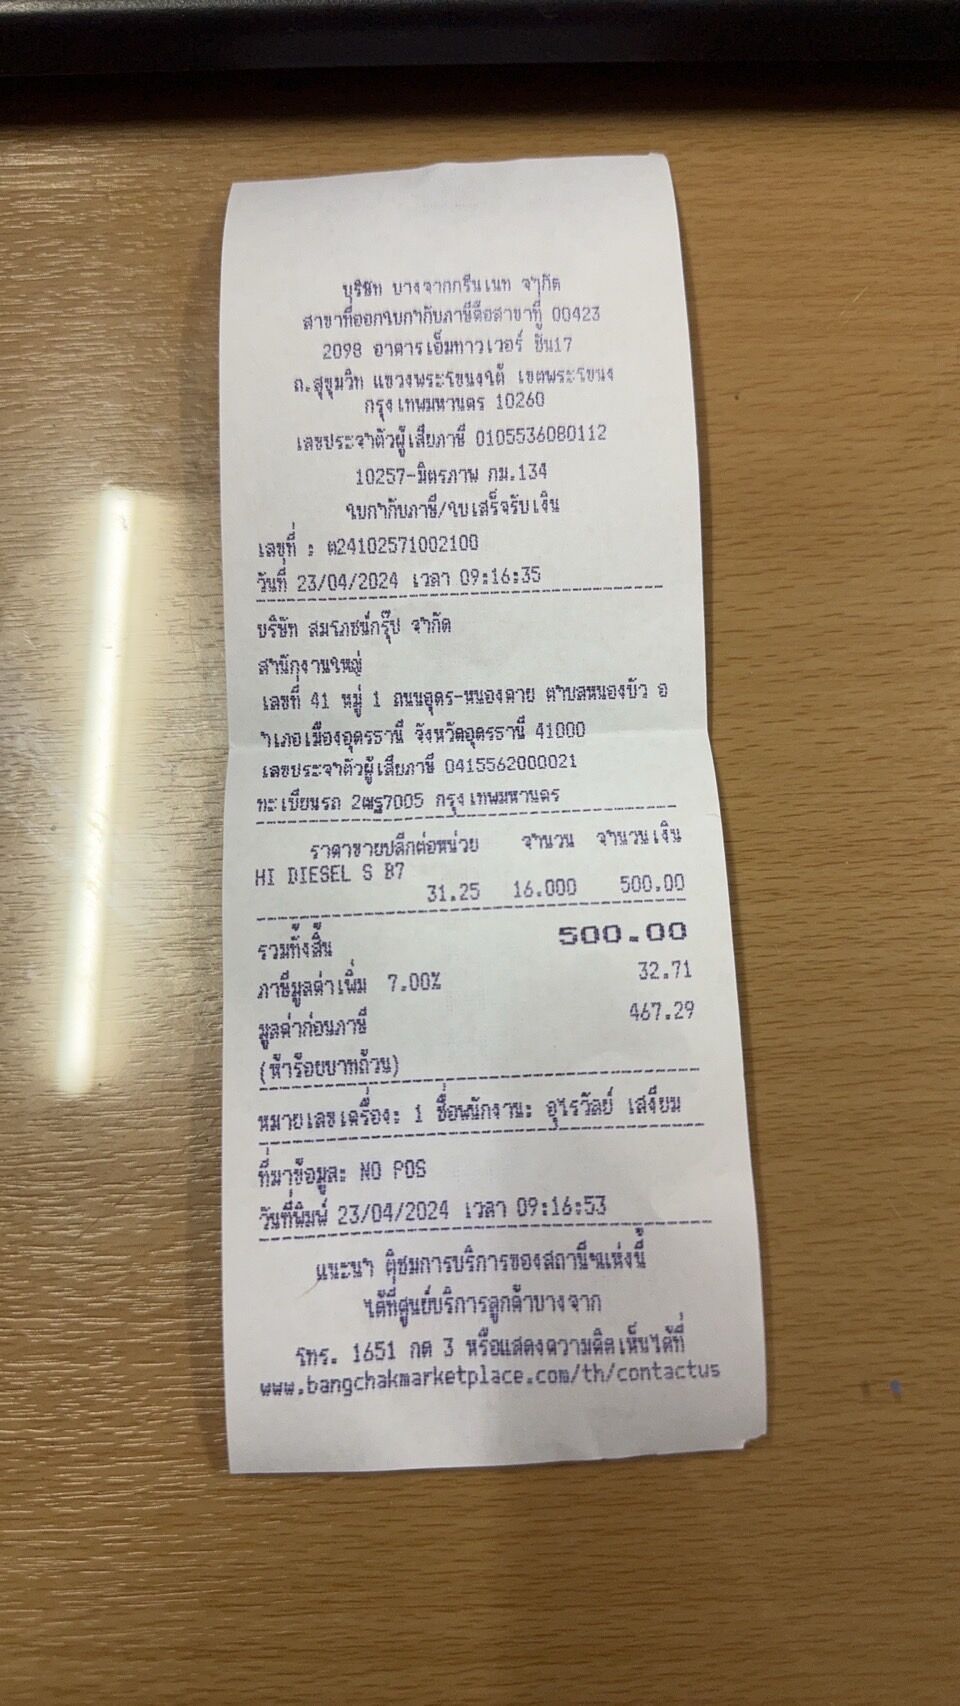 บริษัท บางจากกรีนเนท จำกัด
สาขาที่ออกใบกำกับภาษีคือสาขาที่ 00423
2098 อาคารเอ็มทาวเวอร์ ชั้น17
ถ.สุขุมวิท แขวงพระโขนงใต้ เขตพระโขนง
กรุงเทพมหานคร 10260
เลขประจำตัวผู้เสียภาษี 0105536080112
10257-มิตรภาพ กม.134
ใบกำกับภาษี/ใบเสร็จรับเงิน
เลขที่ : ต24102571002100
วันที่ 23/04/2024 เวลา 09:16:35
บริษัท สมโภชน์กรุ๊ป จำกัด
สำนักงานใหญ่
เลขที่ 41 หมู่ 1 ถนนอุดร-หนองคาย ตำบลหนองบัว อ
ำเภอเมืองอุดรธานี จังหวัดอุดรธานี 41000
เลขประจำตัวผู้เสียภาษี 0415562000021
ทะเบียนรถ 2ฒฐ7005 กรุงเทพมหานคร
ราคาขายปลีกต่อหน่วย จำนวน จำนวนเงิน
HI DIESEL S B7
31.25 16.000 500.00
รวมทั้งสิ้น 500.00
ภาษีมูลค่าเพิ่ม 7.00% 32.71
มูลค่าก่อนภาษี 467.29
(ห้าร้อยบาทถ้วน)
หมายเลขเครื่อง: 1 ชื่อพนักงาน: อุไรวัลย์ เสงี่ยม
ที่มาข้อมูล: NO POS
วันที่พิมพ์ 23/04/2024 เวลา 09:16:53
แนะนำ ติชมการบริการของสถานีฯแห่งนี้
ได้ที่ศูนย์บริการลูกค้าบางจาก
โทร. 1651 กด 3 หรือแสดงความคิดเห็นได้ที่
www.bangchakmarketplace.com/th/contactus